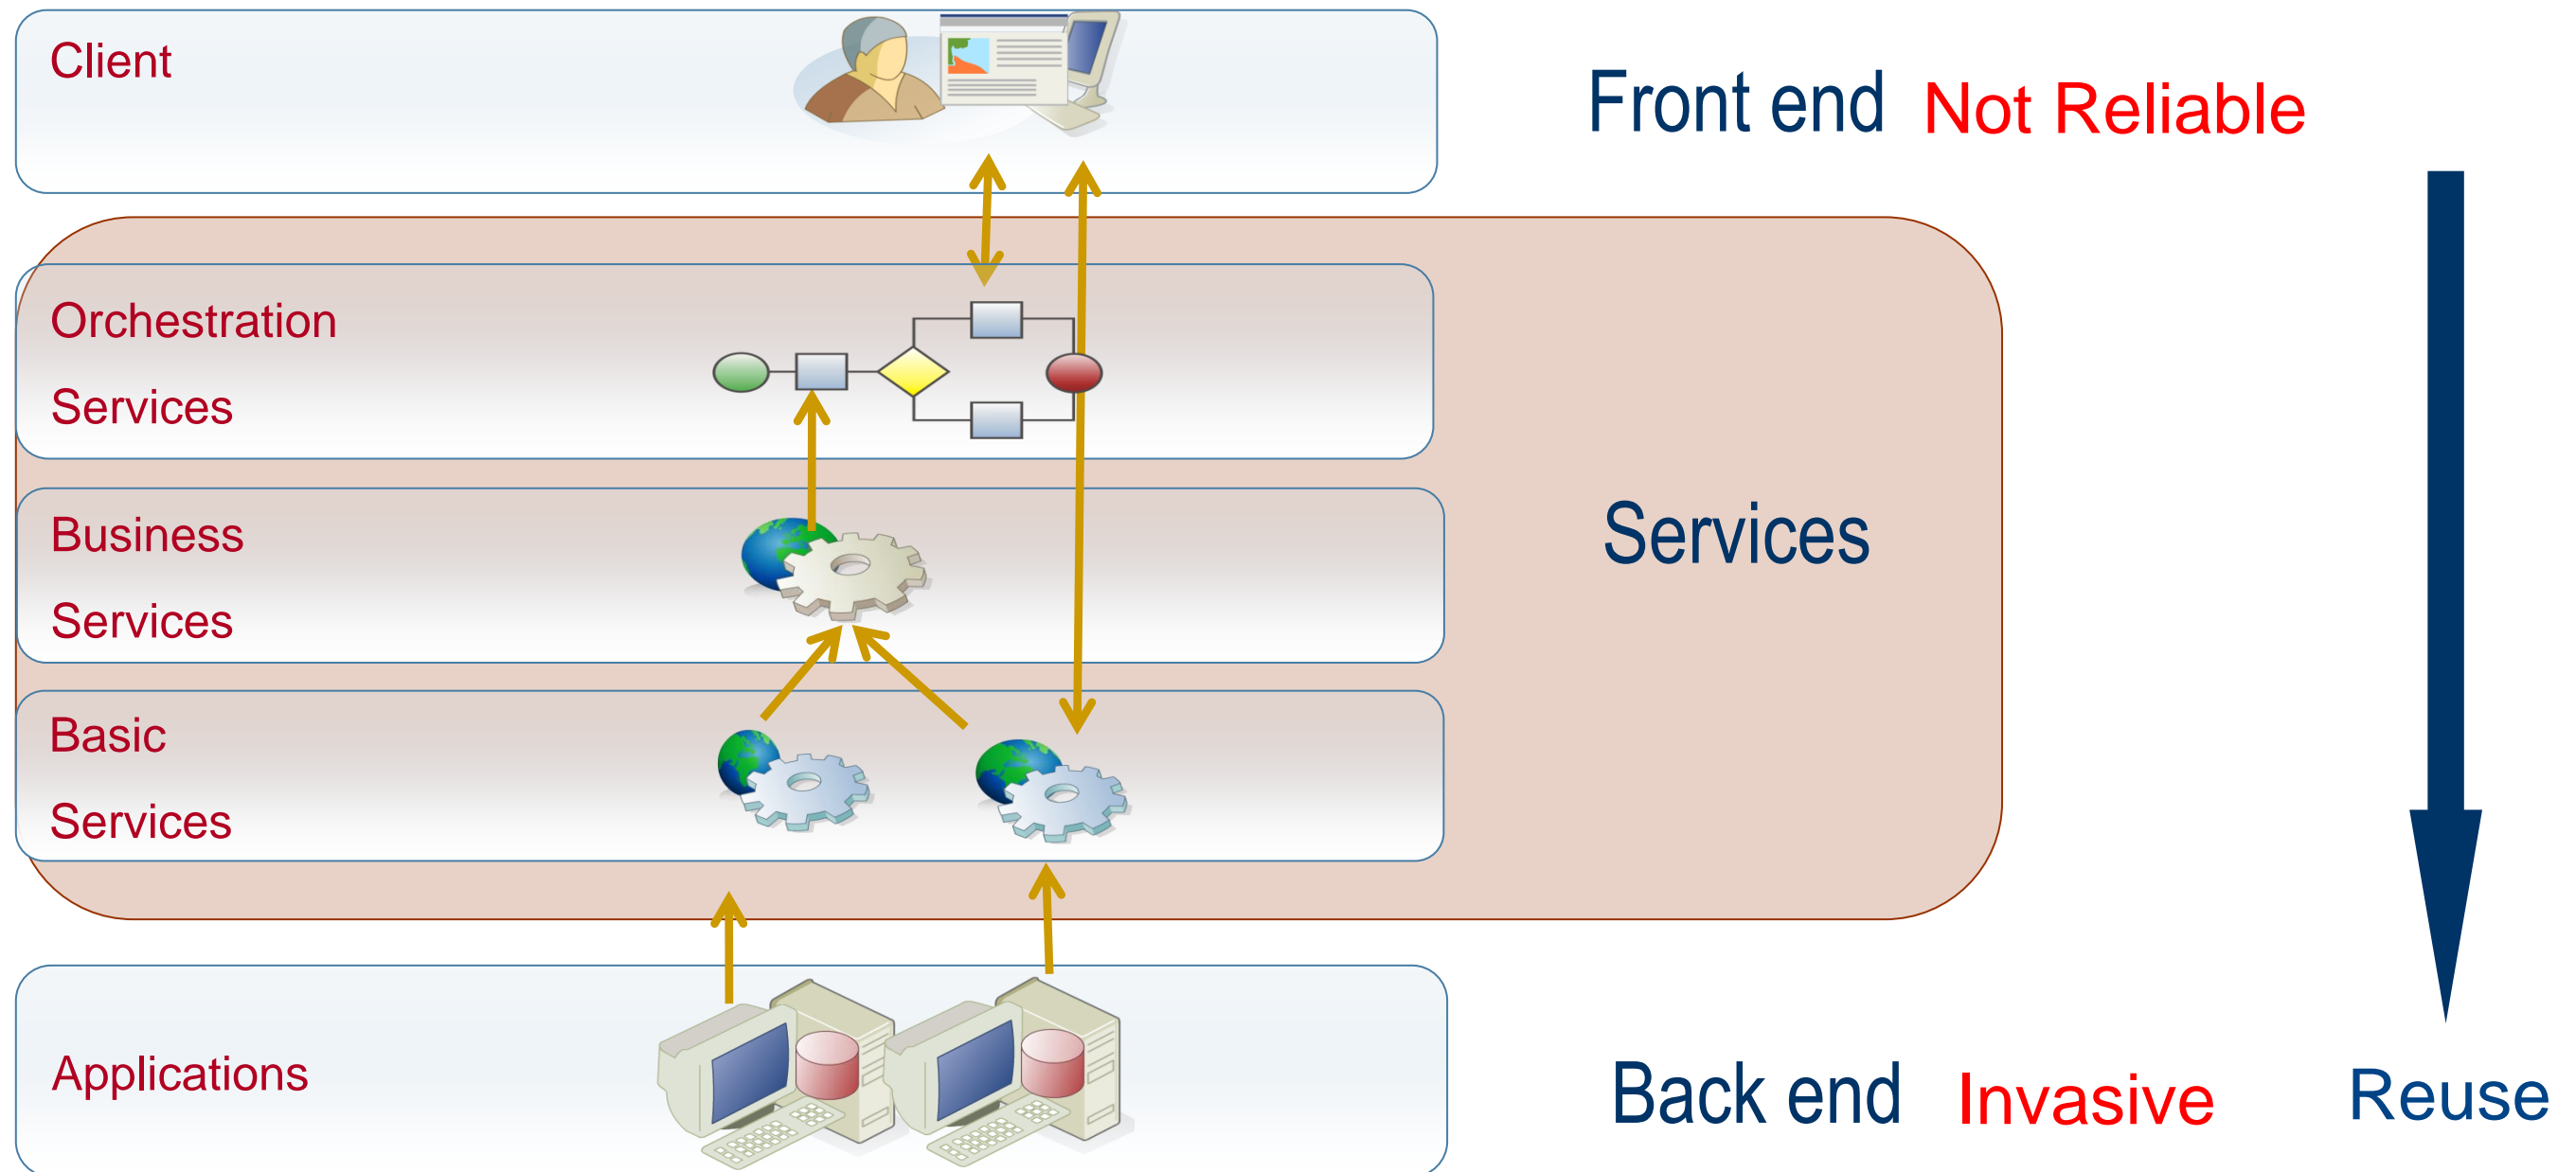 Client
Front end Not Reliable
Orchestration
Services
Business
Services
Services
Basic
Services
Applications
Back end Invasive Reuse